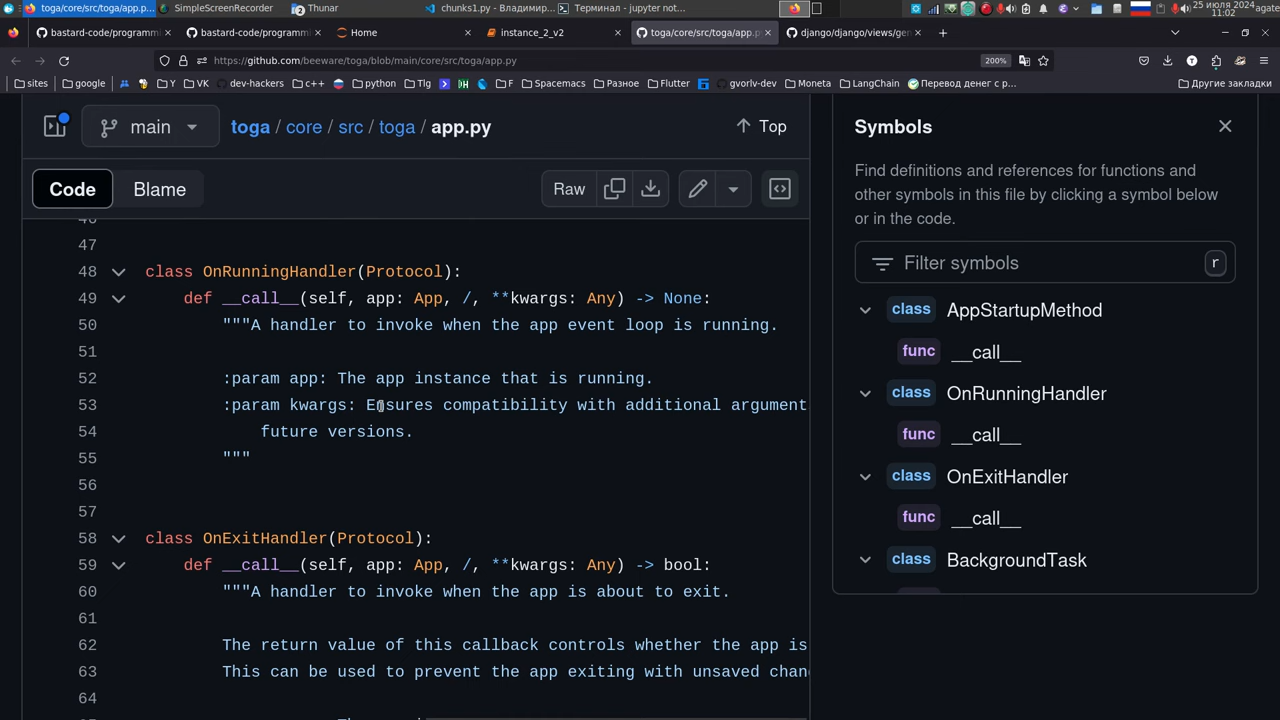 toga/core/src/toga/app.p...
SimpleScreenRecorder
2 Thunar
chunks1.py - Владимир...
Терминал - jupyter not...
25 июля 2024
11:02
agate
bastard-code/programmi
bastard-code/programmi
Home
instance_2_v2
toga/core/src/toga/app.p
django/django/views/gen
https://github.com/beeware/toga/blob/main/core/src/toga/app.py
200%
sites
google
Y
VK
dev-hackers
c++
python
Tlg
Spacemacs
Разное
Flutter
gvorlv-dev
Moneta
LangChain
Перевод денег с р...
Другие закладки
main
toga / core / src / toga / app.py
Top
Code
Blame
Raw
47
48 class OnRunningHandler(Protocol):
49 def __call__(self, app: App, /, **kwargs: Any) -> None:
50 """A handler to invoke when the app event loop is running.
51
52 :param app: The app instance that is running.
53 :param kwargs: Ensures compatibility with additional argument
54 future versions.
55 """
56
57
58 class OnExitHandler(Protocol):
59 def __call__(self, app: App, /, **kwargs: Any) -> bool:
60 """A handler to invoke when the app is about to exit.
61
62 The return value of this callback controls whether the app is
63 This can be used to prevent the app exiting with unsaved chan
64
Symbols
Find definitions and references for functions and
other symbols in this file by clicking a symbol below
or in the code.
Filter symbols
r
class AppStartupMethod
func __call__
class OnRunningHandler
func __call__
class OnExitHandler
func __call__
class BackgroundTask